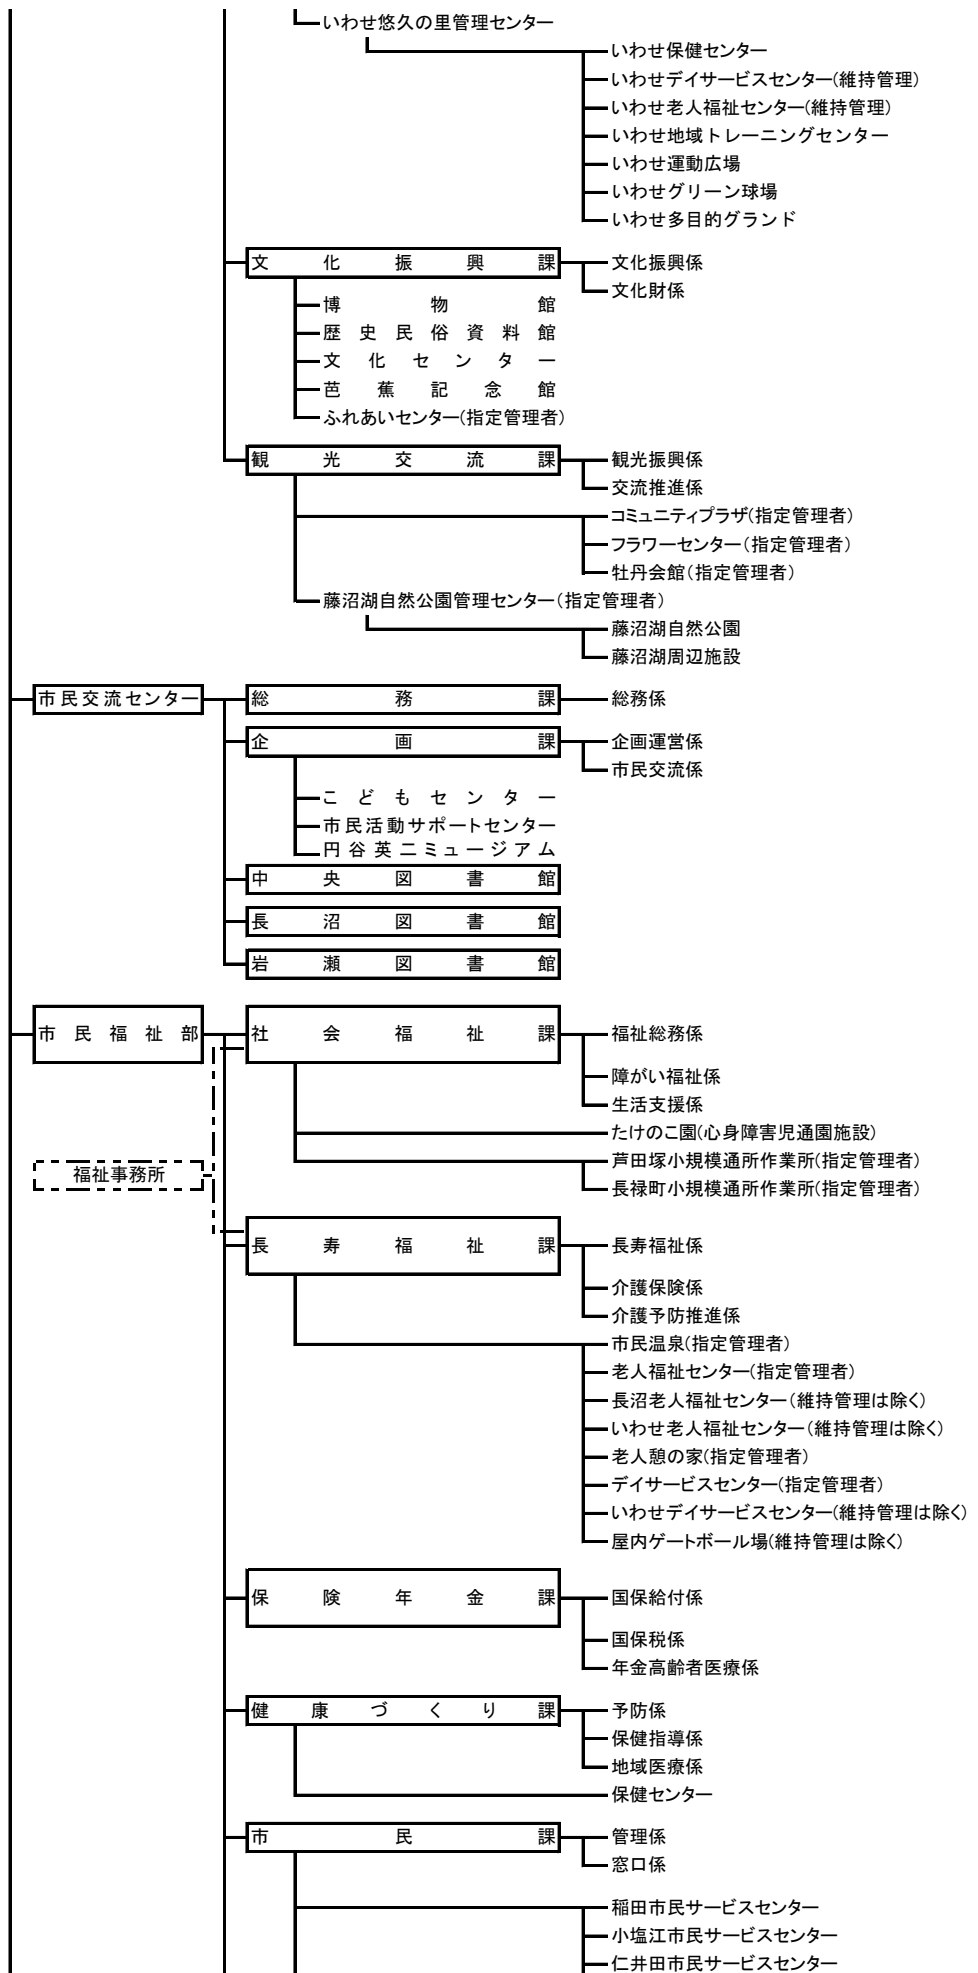 いわせ悠久の里管理センター
いわせ保健センター
いわせデイサービスセンター(維持管理)
いわせ老人福祉センター(維持管理)
いわせ地域トレーニングセンター
いわせ運動広場
いわせグリーン球場
いわせ多目的グランド
文化振興課 文化振興係
文化財係
博物館
歴史民俗資料館
文化センター
芭蕉記念館
ふれあいセンター(指定管理者)
観光交流課 観光振興係
交流推進係
コミュニティプラザ(指定管理者)
フラワーセンター(指定管理者)
牡丹会館(指定管理者)
藤沼湖自然公園管理センター(指定管理者)
藤沼湖自然公園
藤沼湖周辺施設
市民交流センター 総務課 総務係
企画課 企画運営係
市民交流係
こどもセンター
市民活動サポートセンター
円谷英二ミュージアム
中央図書館
長沼図書館
岩瀬図書館
市民福祉部 社会福祉課 福祉総務係
障がい福祉係
生活支援係
たけのこ園(心身障害児通園施設)
福祉事務所 芦田塚小規模通所作業所(指定管理者)
長禄町小規模通所作業所(指定管理者)
長寿福祉課 長寿福祉係
介護保険係
介護予防推進係
市民温泉(指定管理者)
老人福祉センター(指定管理者)
長沼老人福祉センター(維持管理は除く)
いわせ老人福祉センター(維持管理は除く)
老人憩の家(指定管理者)
デイサービスセンター(指定管理者)
いわせデイサービスセンター(維持管理は除く)
屋内ゲートボール場(維持管理は除く)
保険年金課 国保給付係
国保税係
年金高齢者医療係
健康づくり課 予防係
保健指導係
地域医療係
保健センター
市民課 管理係
窓口係
稲田市民サービスセンター
小塩江市民サービスセンター
仁井田市民サービスセンター